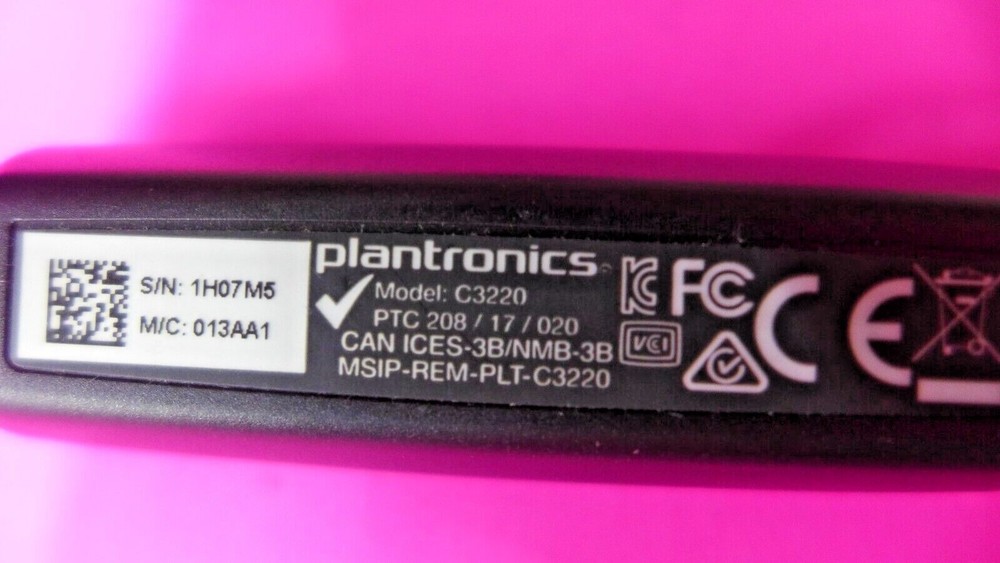 S/N: 1H07M5
M/C: 013AA1
plantronics
Model: C3220
PTC 208 / 17 / 020
CAN ICES-3B/NMB-3B
MSIP-REM-PLT-C3220
FC
VCI
CE